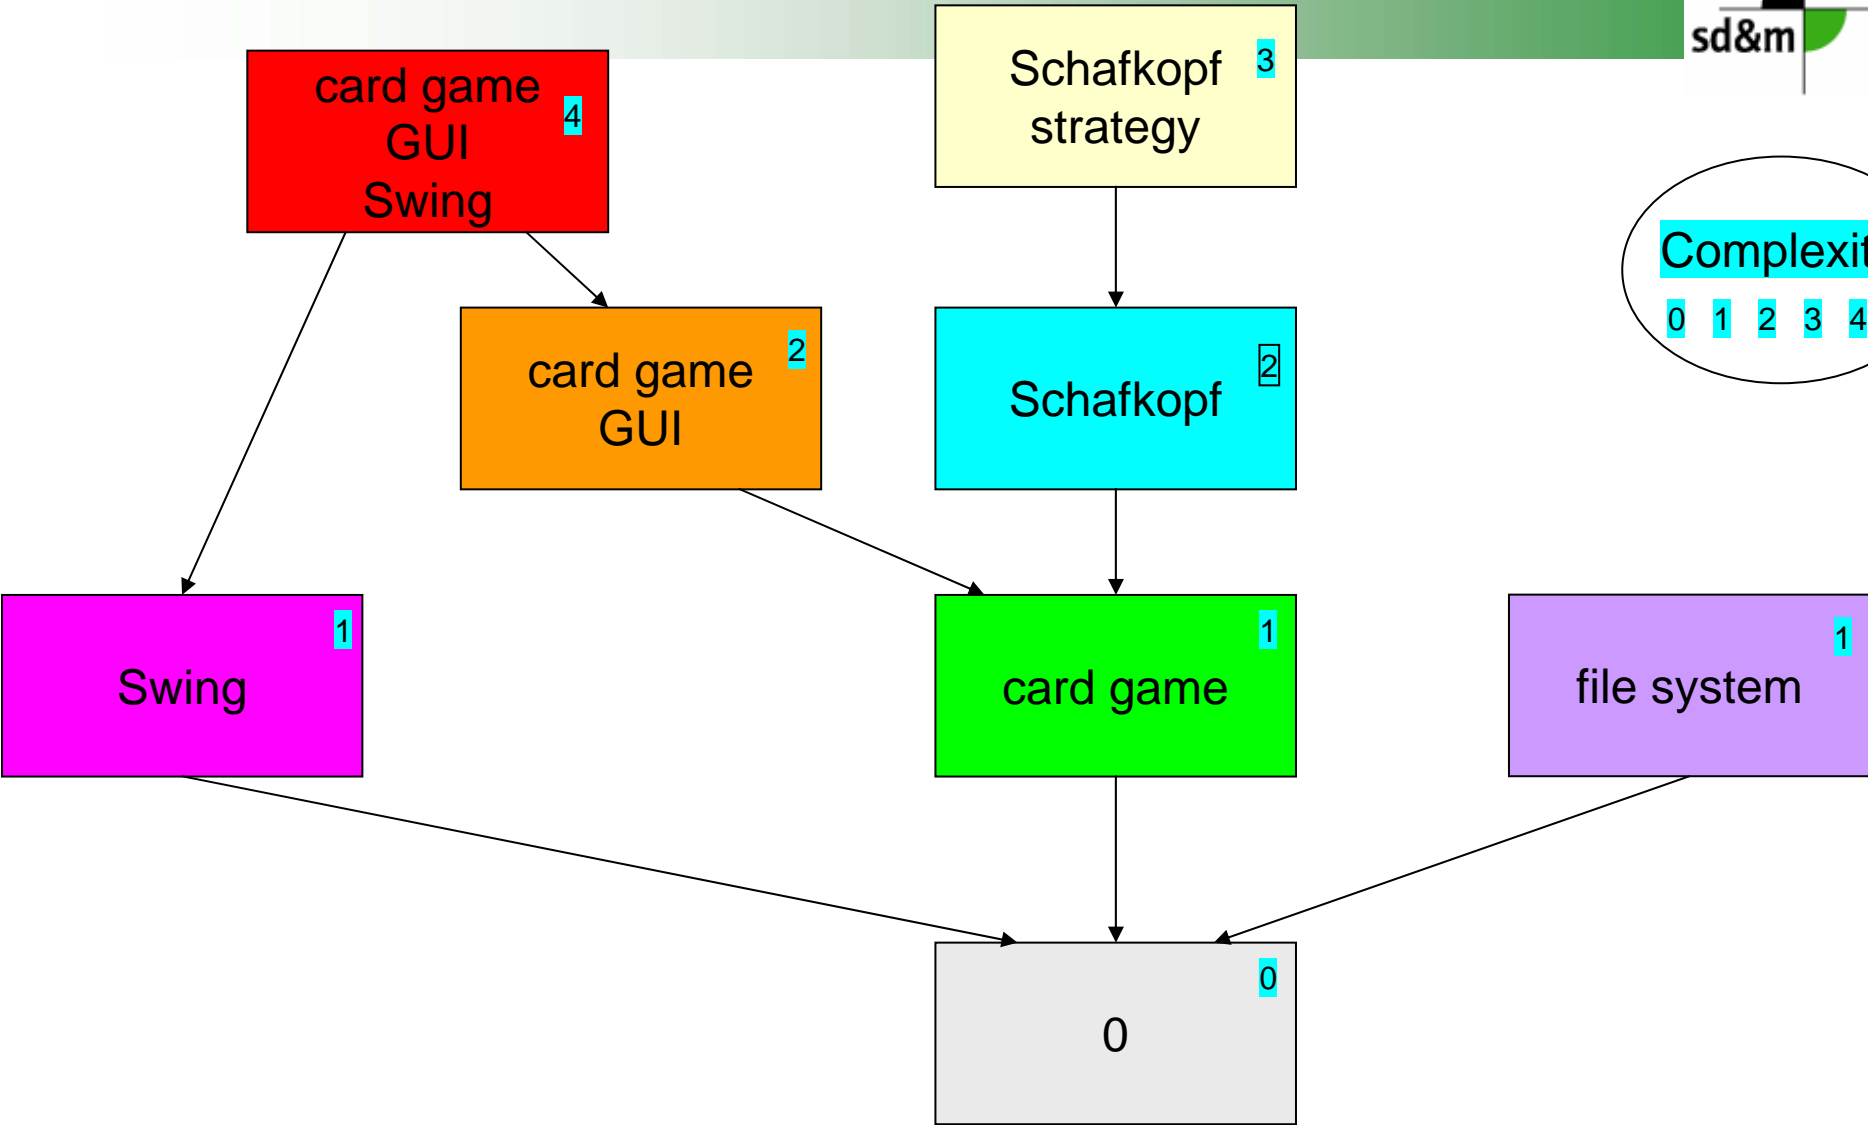 sd&m
Schafkopf
strategy
3
card game
GUI
Swing
4
Complexit
0 1 2 3 4
card game
GUI
2
Schafkopf
2
Swing
1
card game
1
file system
1
0
0